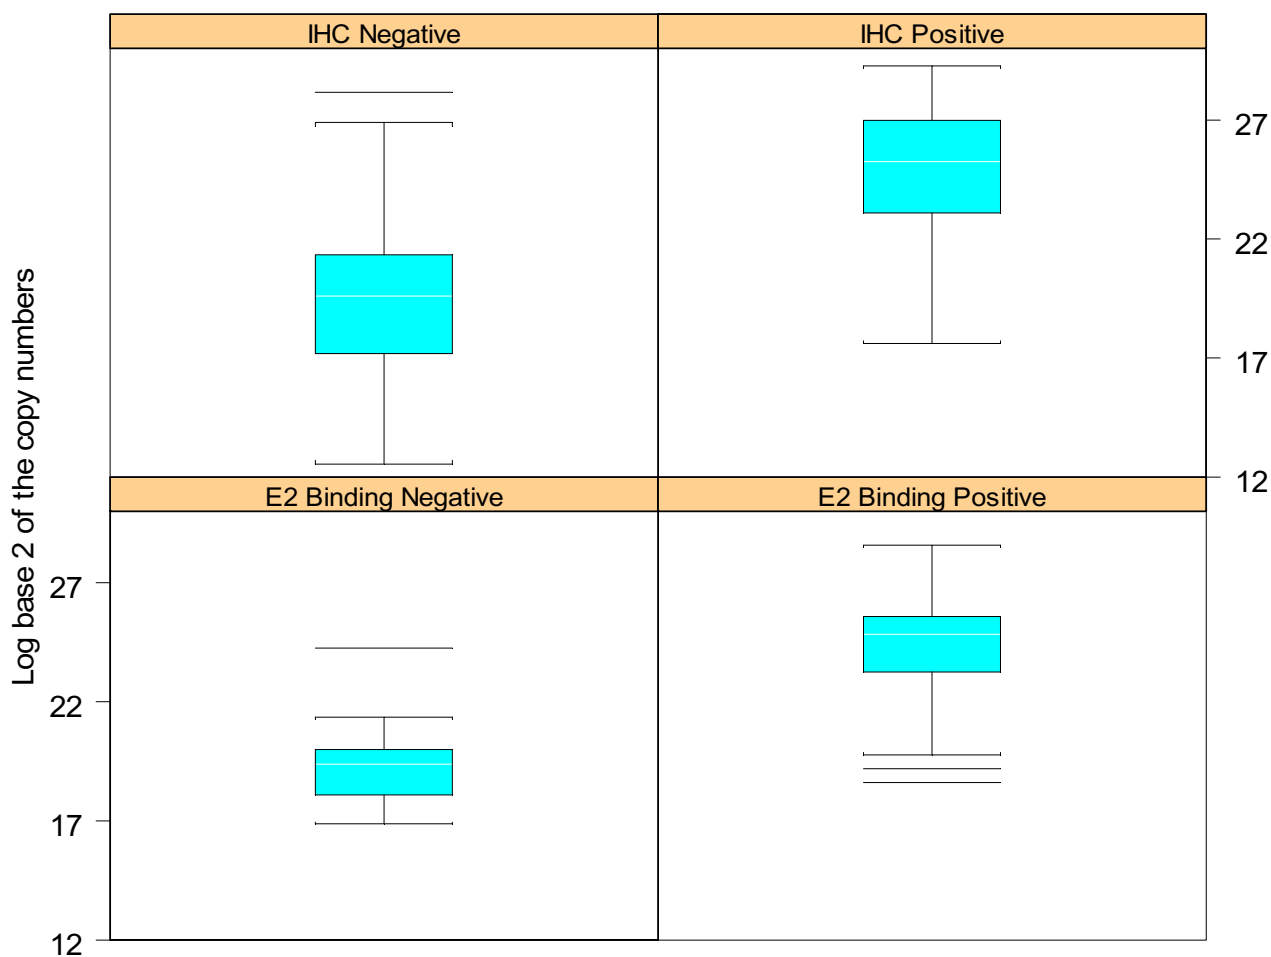 IHC Negative
IHC Positive
27
22
17
12
Log base 2 of the copy numbers
E2 Binding Negative
E2 Binding Positive
27
22
17
12